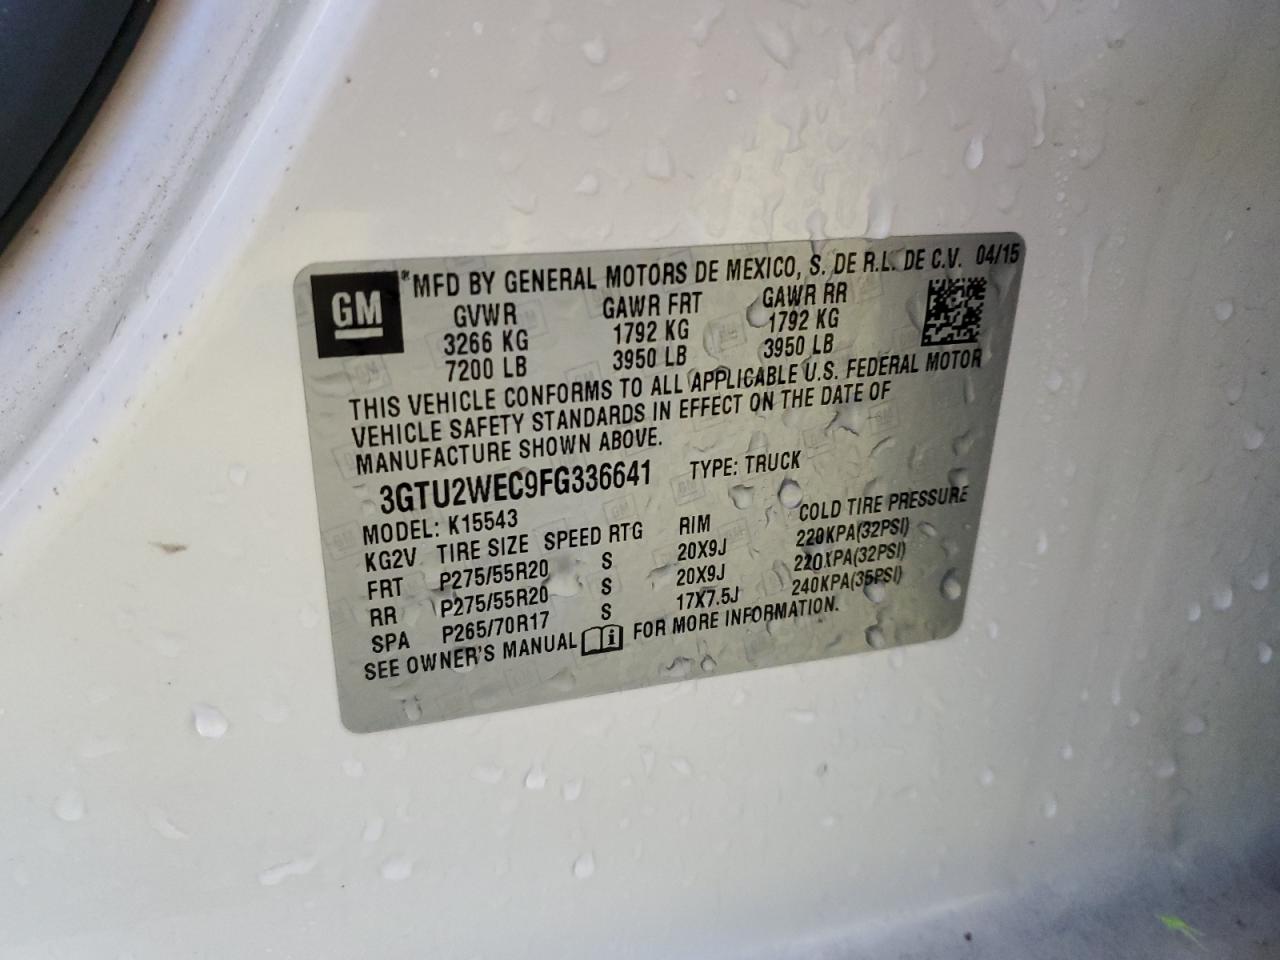 GM
*MFD BY GENERAL MOTORS DE MEXICO, S. DE R.L. DE C.V. 04/15
GVWR GAWR FRT GAWR RR
3266 KG 1792 KG 1792 KG
7200 LB 3950 LB 3950 LB
THIS VEHICLE CONFORMS TO ALL APPLICABLE U.S. FEDERAL MOTOR
VEHICLE SAFETY STANDARDS IN EFFECT ON THE DATE OF
MANUFACTURE SHOWN ABOVE.
3GTU2WEC9FG336641 TYPE: TRUCK
MODEL: K15543
KG2V TIRE SIZE SPEED RTG RIM COLD TIRE PRESSURE
FRT P275/55R20 S 20X9J 220KPA(32PSI)
RR P275/55R20 S 20X9J 220KPA(32PSI)
SPA P265/70R17 S 17X7.5J 240KPA(35PSI)
SEE OWNER'S MANUAL i FOR MORE INFORMATION.